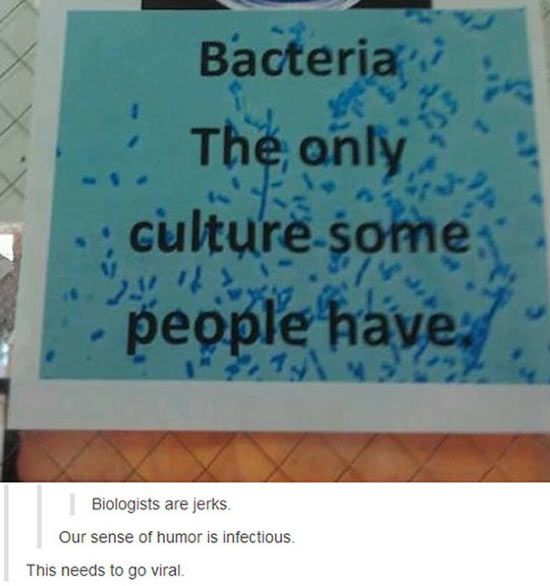 Bacteria
The only
culture some
people have.
Biologists are jerks.
Our sense of humor is infectious.
This needs to go viral.